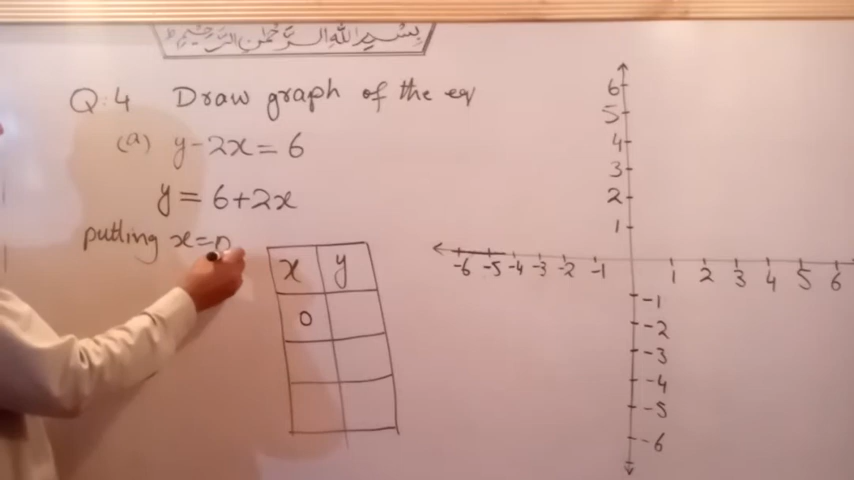 بِسْمِ اللهِ الرَّحْمٰنِ الرَّحِيْمِ
Q:4 Draw graph of the eq
(a) y-2x=6
y = 6+2x
putting x=0
x y
0
6
5
4
3
2
1
-6 -5 -4 -3 -2 -1 1 2 3 4 5 6
-1
-2
-3
-4
-5
-6